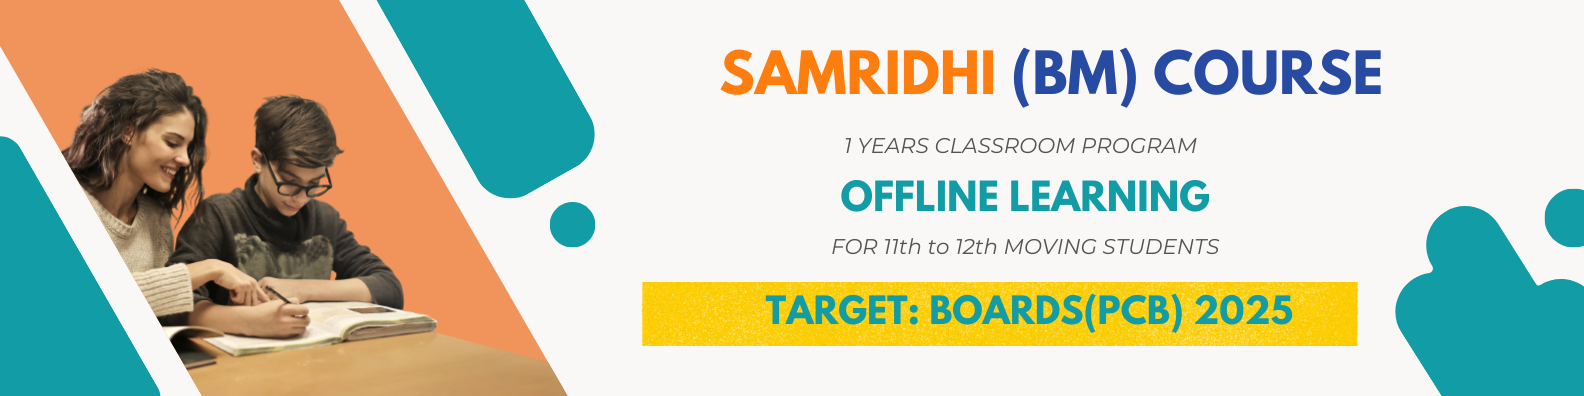 SAMRIDHI (BM) COURSE
1 YEARS CLASSROOM PROGRAM
OFFLINE LEARNING
FOR 11th to 12th MOVING STUDENTS
TARGET: BOARDS(PCB) 2025